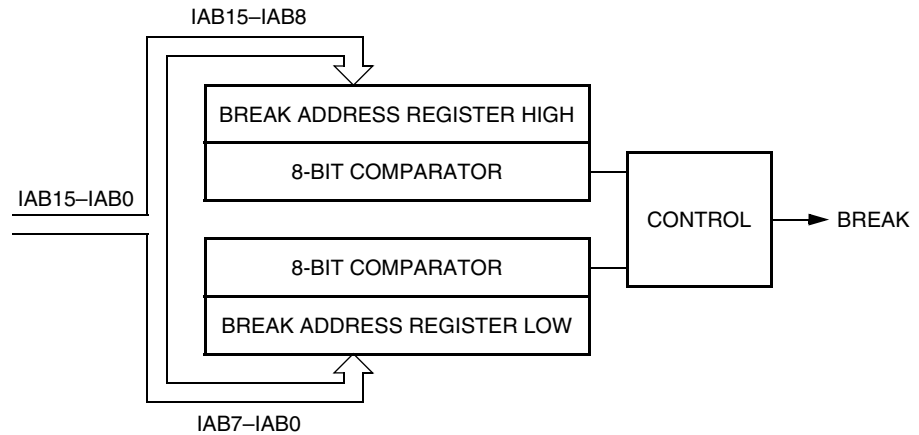 IAB15–IAB8
BREAK ADDRESS REGISTER HIGH
8-BIT COMPARATOR
IAB15–IAB0
CONTROL
BREAK
8-BIT COMPARATOR
BREAK ADDRESS REGISTER LOW
IAB7–IAB0